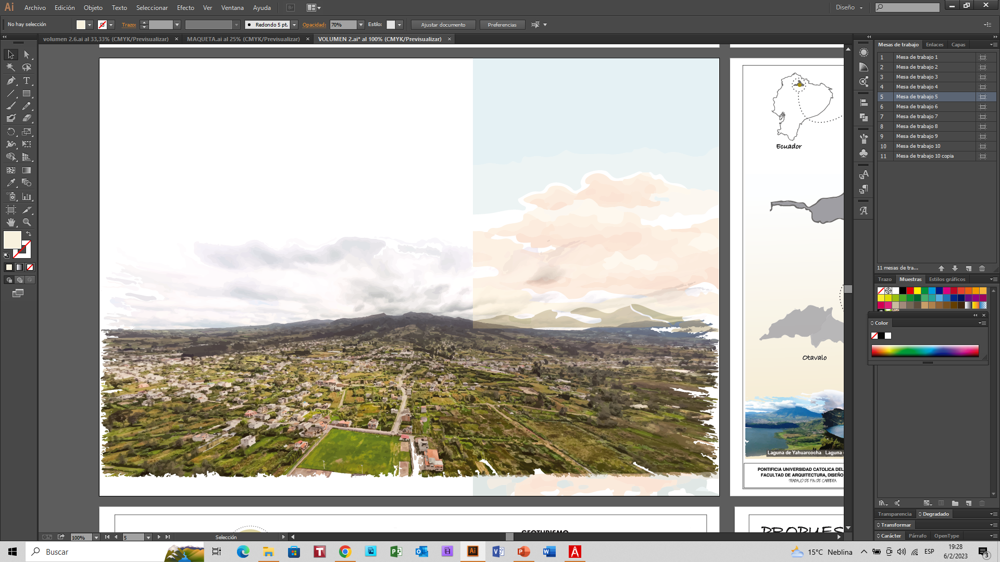 Ai Archivo Edición Objeto Texto Seleccionar Efecto Ver Ventana Ayuda Br Diseño
No hay selección Trazo: Redondo 5 pt. Opacidad: 70% Estilo: Ajustar documento Preferencias
volumen 2.6.ai al 33,33% (CMYK/Previsualizar) × MAQUETA.ai al 25% (CMYK/Previsualizar) × VOLUMEN 2.ai* al 100% (CMYK/Previsualizar) ×
Mesas de trabajo Enlaces Capas
1 Mesa de trabajo 1
2 Mesa de trabajo 2
3 Mesa de trabajo 3
4 Mesa de trabajo 4
5 Mesa de trabajo 5
6 Mesa de trabajo 6
7 Mesa de trabajo 7
8 Mesa de trabajo 8
9 Mesa de trabajo 9
10 Mesa de trabajo 10
11 Mesa de trabajo 10 copia
11 mesas de tra...
Trazo Muestras Estilos gráficos
Color
Ecuador
Otavalo
Laguna de Yahuarcocha Laguna
PONTIFICIA UNIVERSIDAD CATOLICA DEL
FACULTAD DE ARQUITECTURA, DISEÑO
TRABAJO DE FIN DE CARRERA
GEOTURISMO
PROPUES
Transparencia Degradado
Transformar
Carácter Párrafo OpenType
100% 5 Selección
Buscar
15°C Neblina ESP
19:28
6/2/2023
3